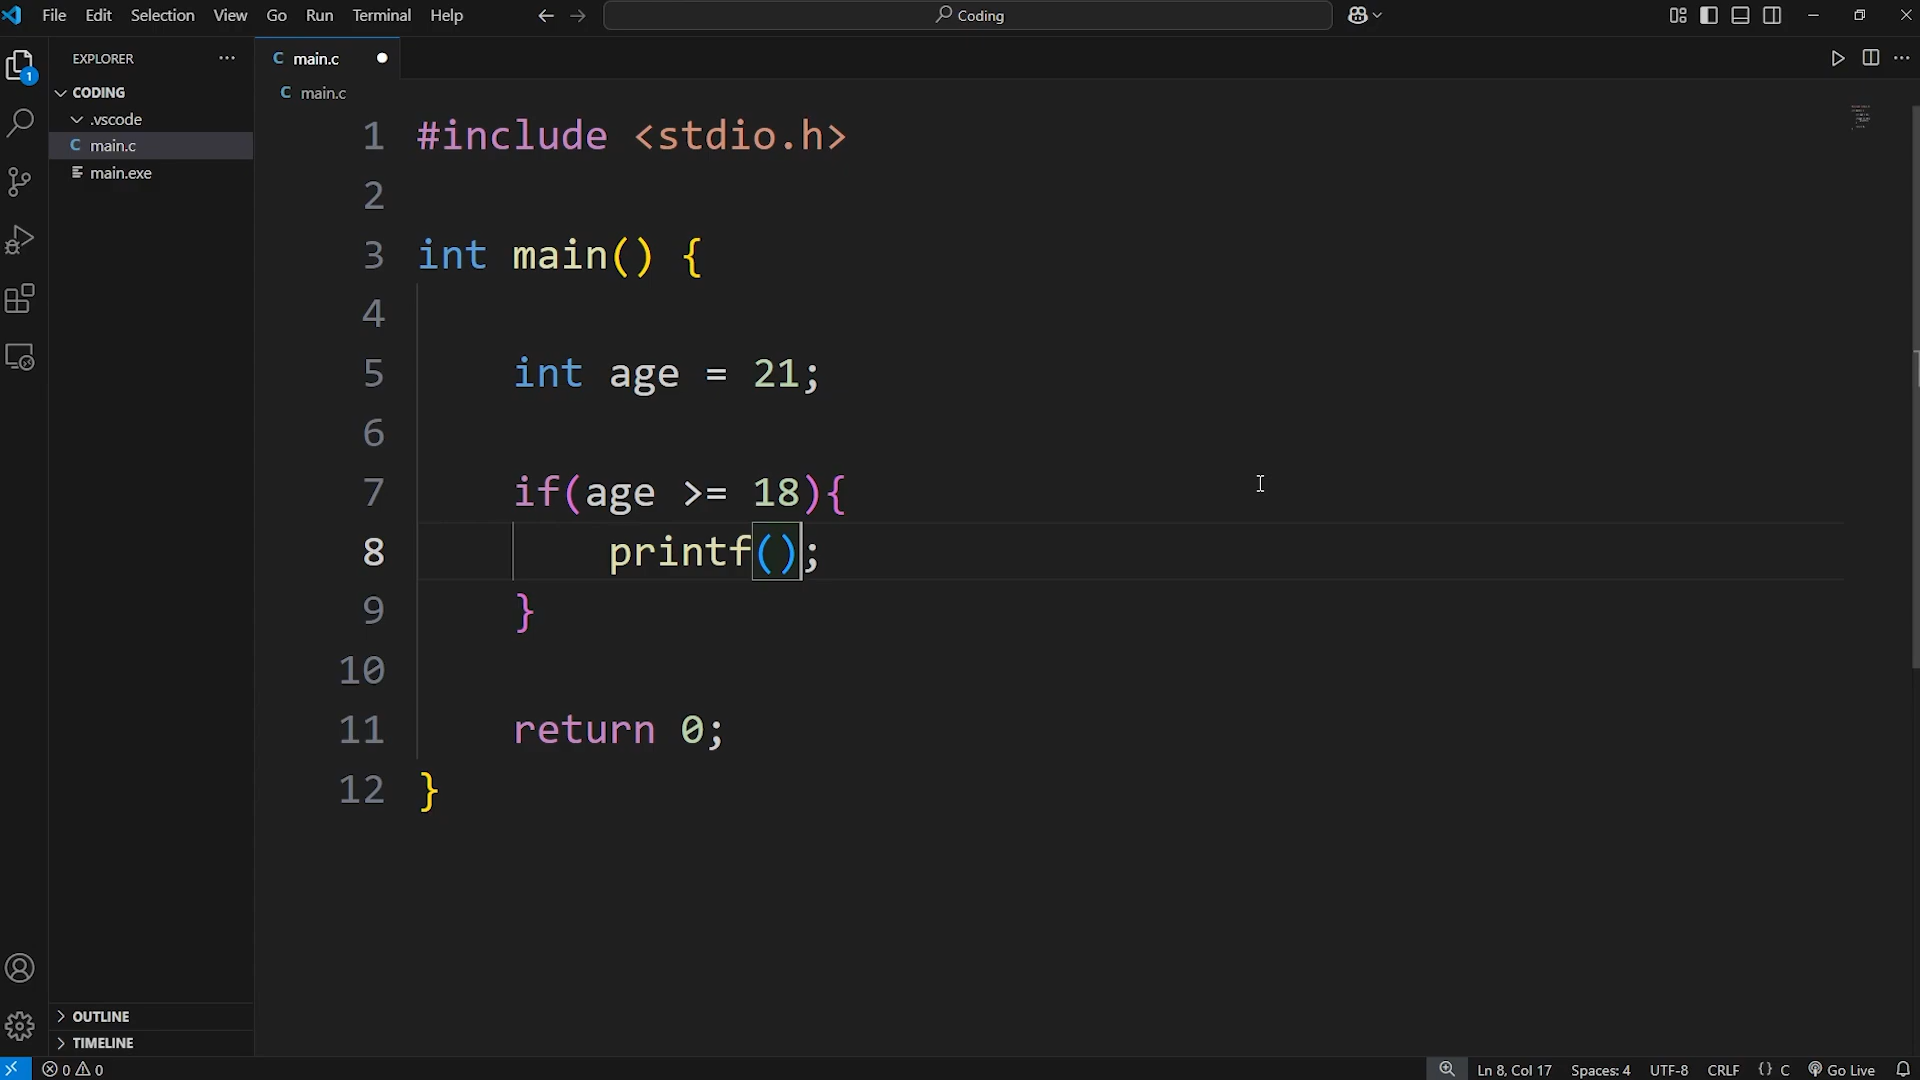 File Edit Selection View Go Run Terminal Help
Coding
EXPLORER
1
CODING
.vscode
C main.c
main.exe
OUTLINE
TIMELINE
C main.c
C main.c
1 #include <stdio.h>
2
3 int main() {
4
5 int age = 21;
6
7 if(age >= 18){
8 printf();
9 }
10
11 return 0;
12 }
0 0
Ln 8, Col 17 Spaces: 4 UTF-8 CRLF {} C Go Live